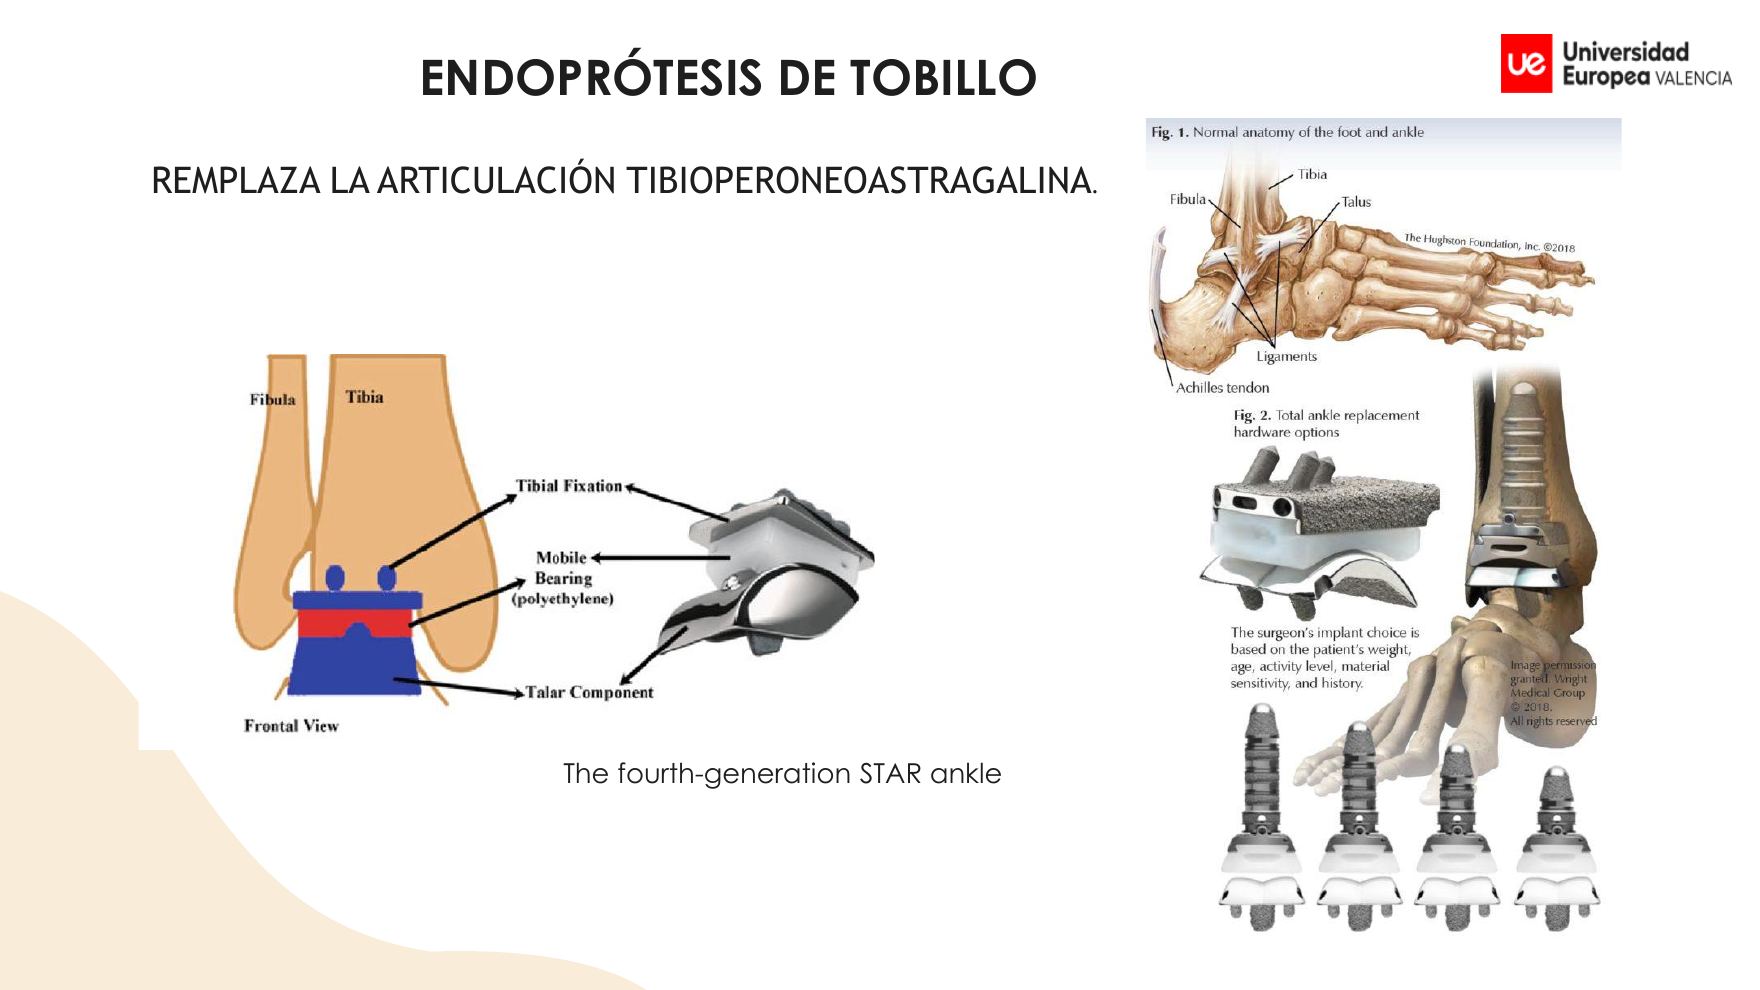 ENDOPRÓTESIS DE TOBILLO
ue Universidad
Europea VALENCIA
REMPLAZA LA ARTICULACIÓN TIBIOPERONEOASTRAGALINA.
Fibula
Tibia
Tibial Fixation
Mobile
Bearing
(polyethylene)
Talar Component
Frontal View
The fourth-generation STAR ankle
Fig. 1. Normal anatomy of the foot and ankle
Tibia
Fibula
Talus
The Hughston Foundation, Inc. ©2018
Ligaments
Achilles tendon
Fig. 2. Total ankle replacement
hardware options
The surgeon's implant choice is
based on the patient's weight,
age, activity level, material
sensitivity, and history.
Image permission
granted. Wright
Medical Group
© 2018.
All rights reserved